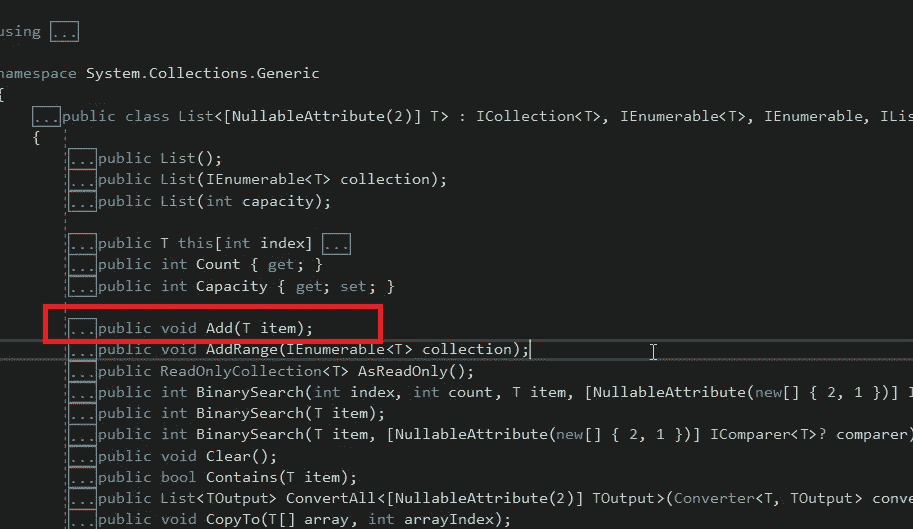 using ...
namespace System.Collections.Generic
{
...public class List<[NullableAttribute(2)] T> : ICollection<T>, IEnumerable<T>, IEnumerable, IList
{
...public List();
...public List(IEnumerable<T> collection);
...public List(int capacity);
...public T this[int index] ...
...public int Count { get; }
...public int Capacity { get; set; }
...public void Add(T item);
...public void AddRange(IEnumerable<T> collection);
...public ReadOnlyCollection<T> AsReadOnly();
...public int BinarySearch(int index, int count, T item, [NullableAttribute(new[] { 2, 1 })] I
...public int BinarySearch(T item);
...public int BinarySearch(T item, [NullableAttribute(new[] { 2, 1 })] IComparer<T>? comparer)
...public void Clear();
...public bool Contains(T item);
...public List<TOutput> ConvertAll<[NullableAttribute(2)] TOutput>(Converter<T, TOutput> conve
...public void CopyTo(T[] array, int arrayIndex);